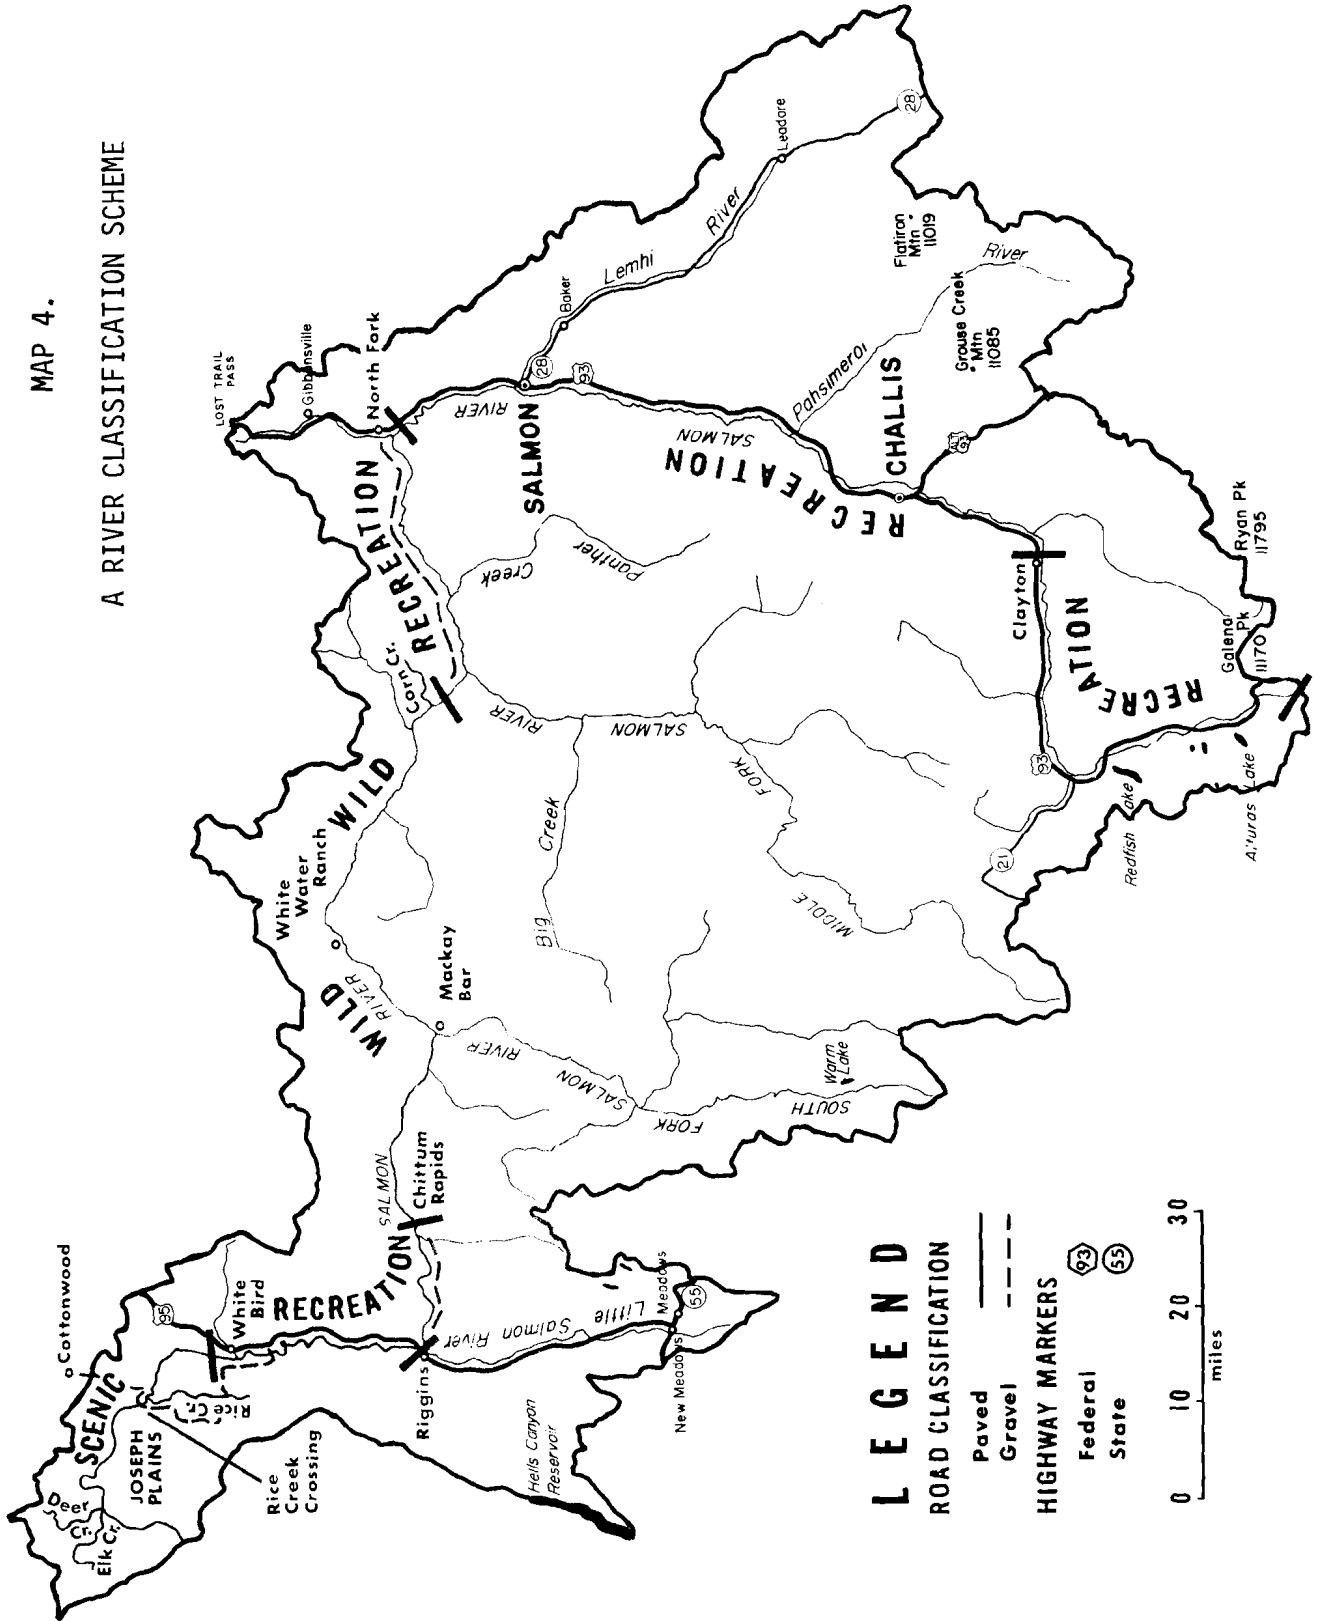 MAP 4.
A RIVER CLASSIFICATION SCHEME
LOST TRAIL
PASS
Gibbonsville
North Fork
RECREATION
Corn Cr.
WILD
White
Water
Ranch
WILD
RIVER
Mackay
Bar
SALMON
Chittum
Rapids
RECREATION
White
Bird
95
Cottonwood
SCENIC
Rice Cr.
JOSEPH
PLAINS
Deer
Cr.
Elk Cr.
Rice
Creek
Crossing
Riggins
Little
Salmon River
Meadows
55
New Meadows
Hells Canyon
Reservoir
RIVER
SALMON
28
Baker
Lemhi
River
Leadore
28
93
RECREATION
SALMON
Pahsimeroi
River
Flatiron
Mtn
11019
Grouse Creek
Mtn
11085
CHALLIS
93
Creek
Panther
RIVER
SALMON
FORK
MIDDLE
Big
Creek
RIVER
SALMON
FORK
SOUTH
Warm
Lake
Clayton
RECREATION
93
21
Redfish Lake
Alturas Lake
Galena
Pk
11170
Ryan Pk
11795
LEGEND
ROAD CLASSIFICATION
Paved
Gravel
HIGHWAY MARKERS
Federal 93
State 55
0 10 20 30
miles